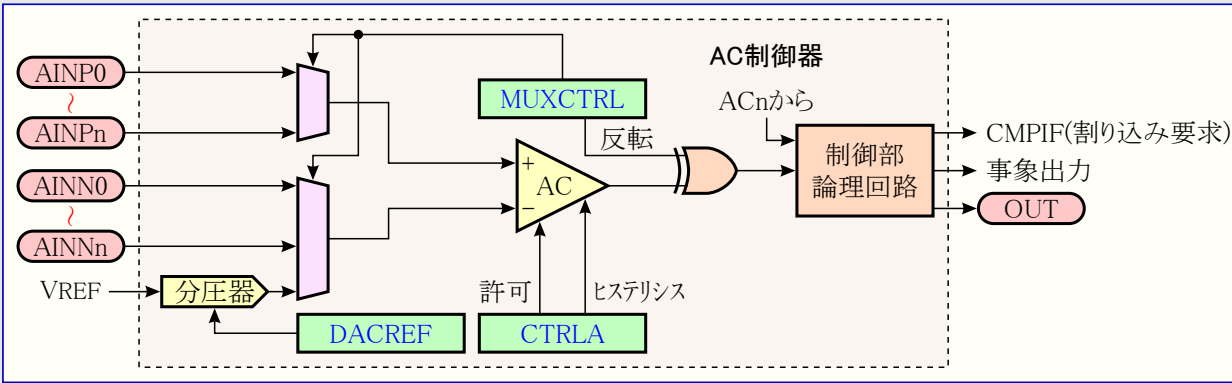 AC制御器
AINP0
～
AINPn
AINN0
～
AINNn
VREF
分圧器
DACREF
MUXCTRL
反転
+
AC
−
許可
ヒステリシス
CTRLA
ACnから
制御部
論理回路
CMPIF(割り込み要求)
事象出力
OUT